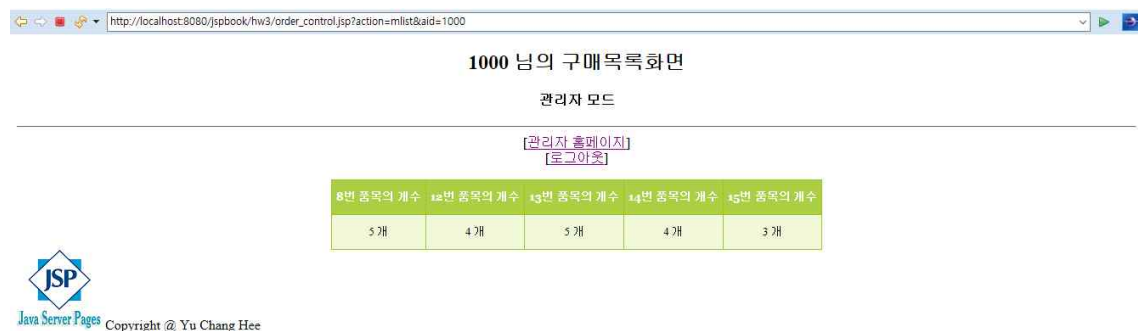 http://localhost:8080/jspbook/hw3/order_control.jsp?action=mlist&aid=1000
1000 님의 구매목록화면
관리자 모드
[관리자 홈페이지]
[로그아웃]
8번 품목의 개수 12번 품목의 개수 13번 품목의 개수 14번 품목의 개수 15번 품목의 개수
5 개 4 개 5 개 4 개 3 개
JSP
Java Server Pages Copyright @ Yu Chang Hee